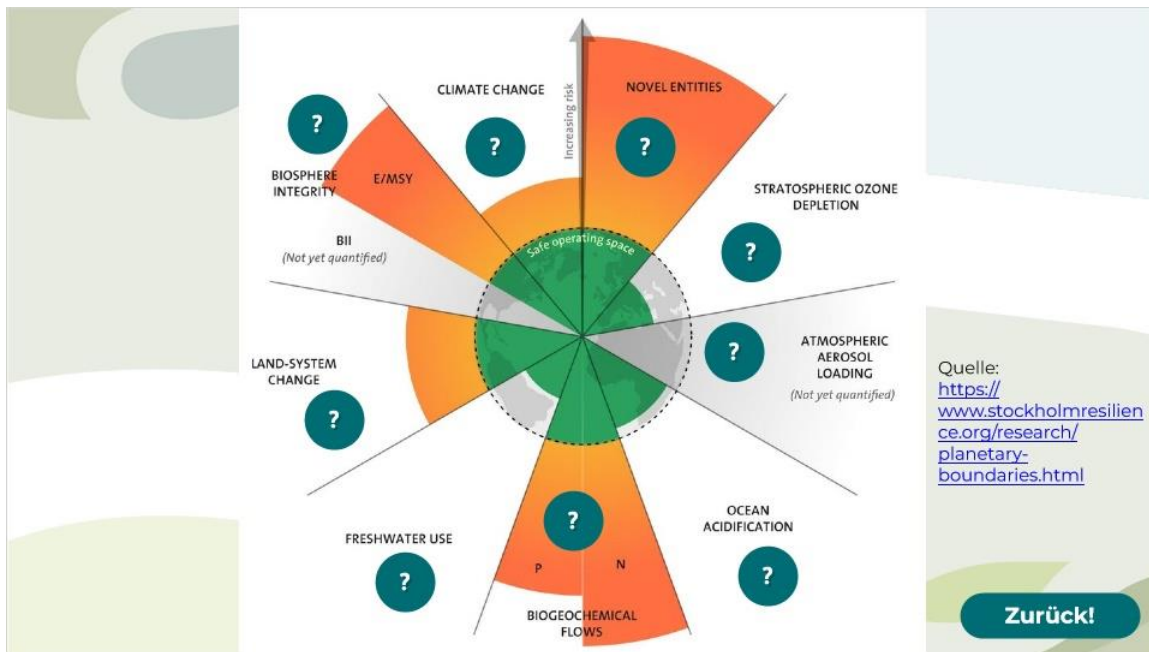 CLIMATE CHANGE
?
Increasing risk
NOVEL ENTITIES
?
?
BIOSPHERE
INTEGRITY
E/MSY
BII
(Not yet quantified)
Safe operating space
STRATOSPHERIC OZONE
DEPLETION
?
LAND-SYSTEM
CHANGE
?
?
ATMOSPHERIC
AEROSOL
LOADING
(Not yet quantified)
FRESHWATER USE
?
?
P
N
BIOGEOCHEMICAL
FLOWS
OCEAN
ACIDIFICATION
?
Quelle:
https://
www.stockholmresilien
ce.org/research/
planetary-
boundaries.html
Zurück!